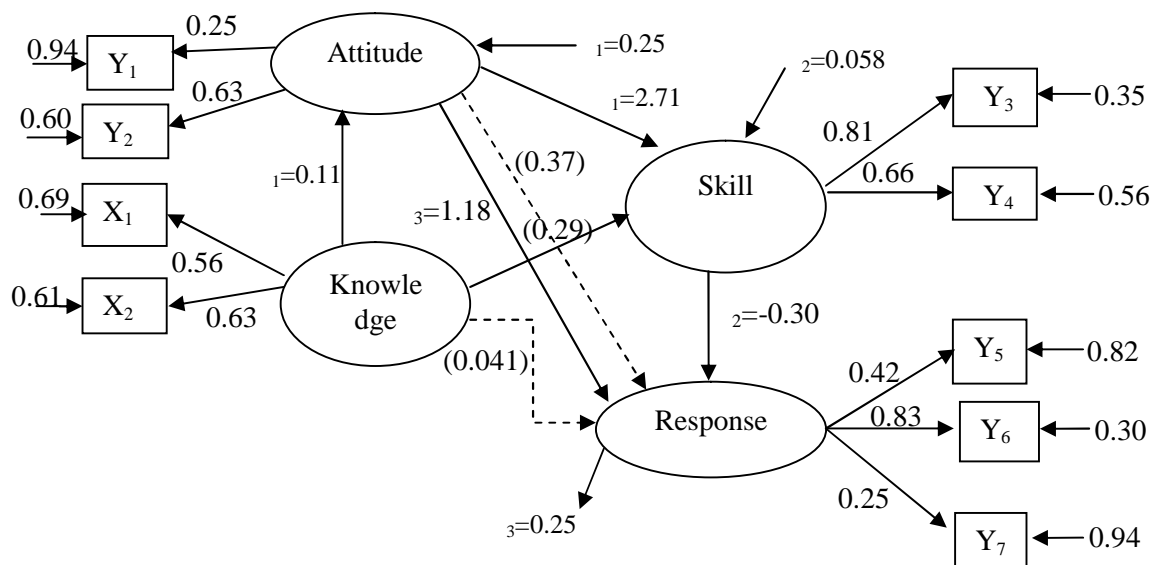 0.94
Y1
0.25
Attitude
1=0.25
2=0.058
0.60
Y2
0.63
1=2.71
Y3
0.35
0.81
(0.37)
0.69
X1
1=0.11
3=1.18
(0.29)
Skill
0.66
Y4
0.56
0.56
0.61
X2
0.63
Knowle
dge
(0.041)
2=-0.30
Y5
0.82
0.42
Response
0.83
Y6
0.30
0.25
3=0.25
Y7
0.94